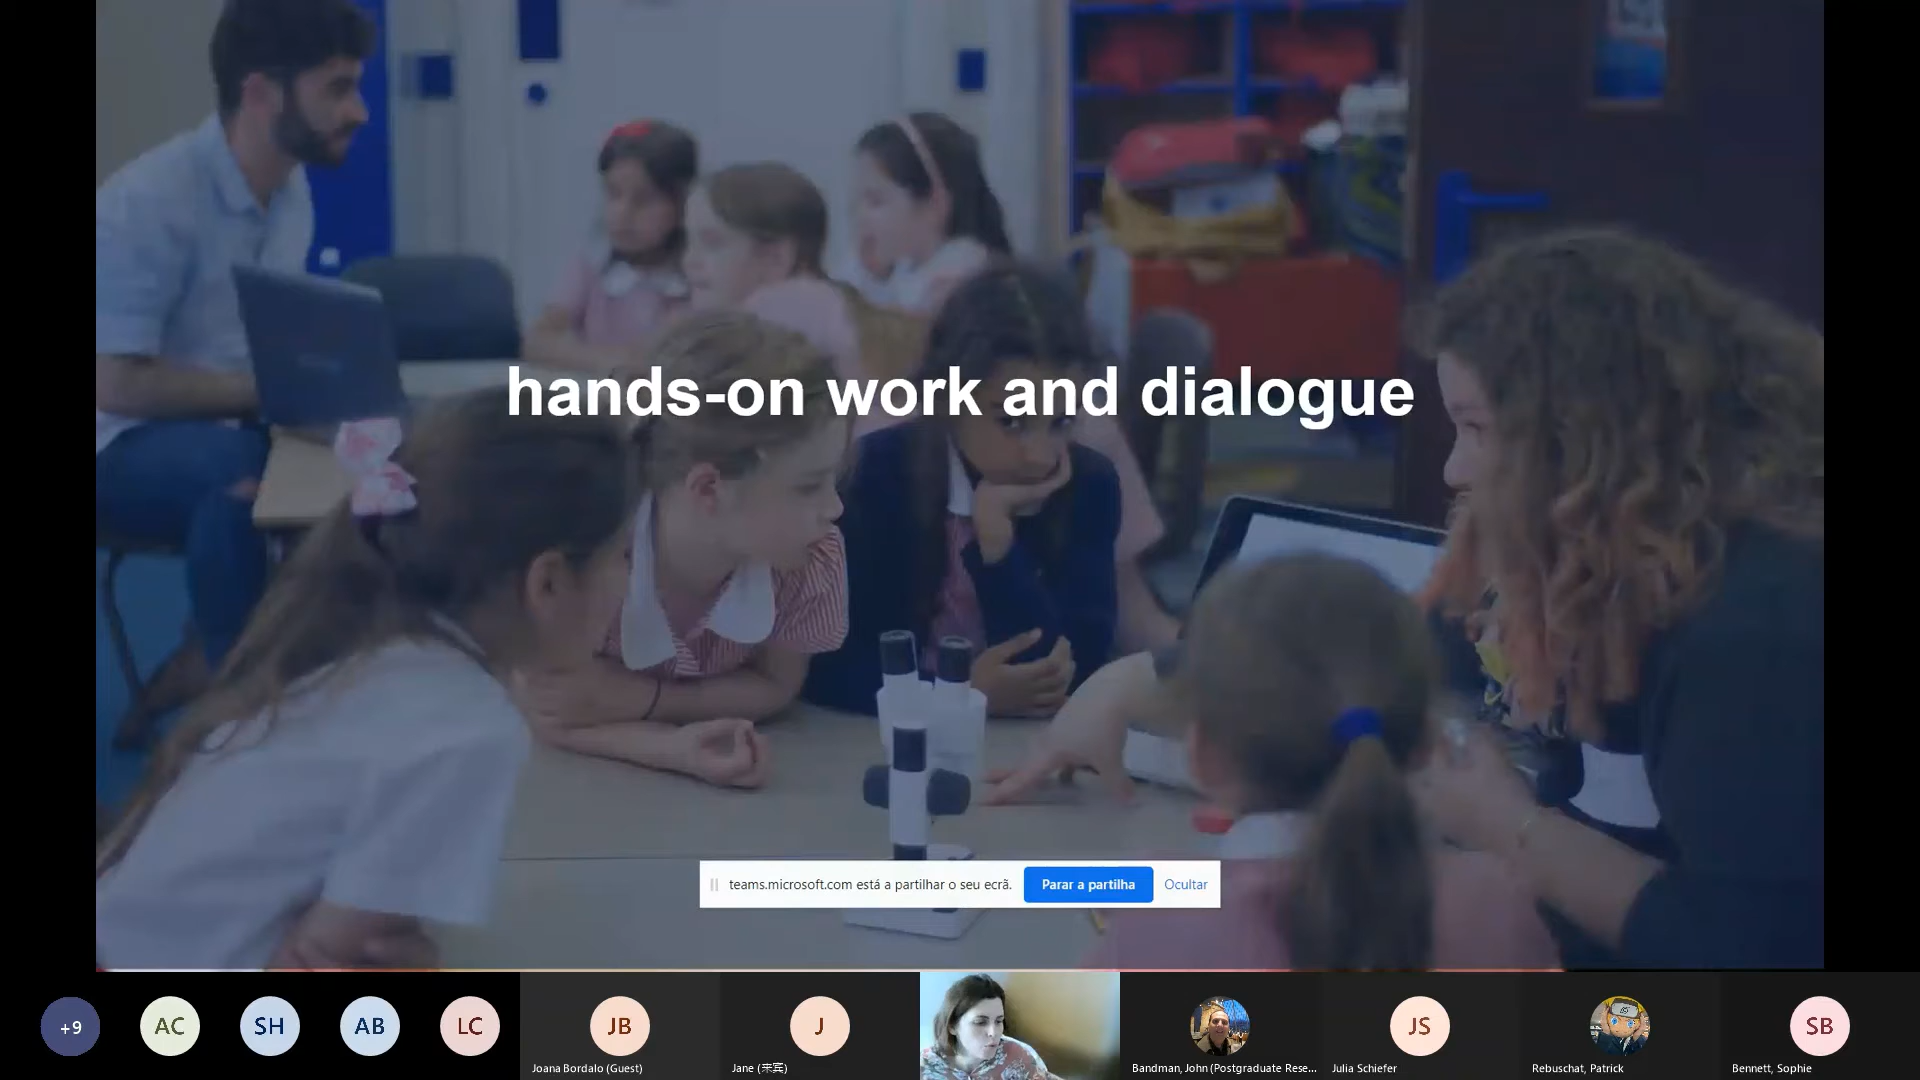 hands-on work and dialogue
teams.microsoft.com está a partilhar o seu ecrã.
Parar a partilha
Ocultar
+9
AC
SH
AB
LC
JB
J
JS
SB
Joana Bordalo (Guest)
Jane (来宾)
Bandman, John (Postgraduate Rese...
Julia Schiefer
Rebuschat, Patrick
Bennett, Sophie